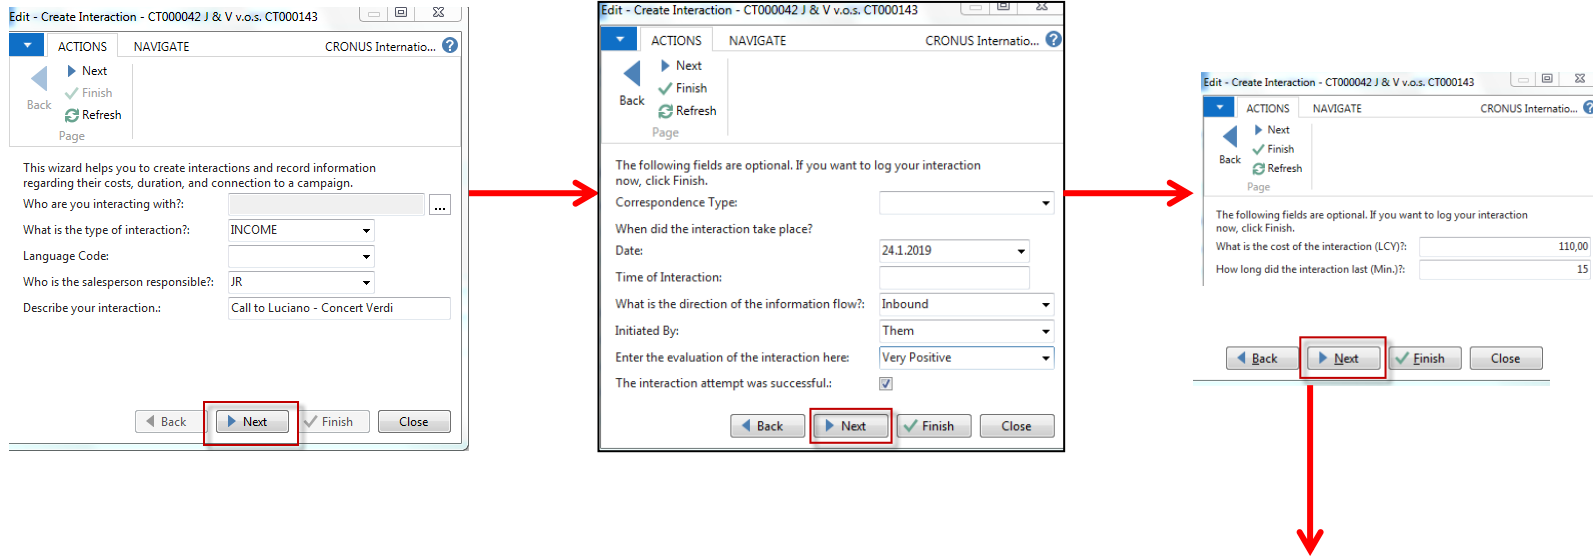 Edit - Create Interaction - CT000042 J & V v.o.s. CT000143
ACTIONS NAVIGATE CRONUS Internatio... ?
Next
Finish
Back
Refresh
Page
This wizard helps you to create interactions and record information
regarding their costs, duration, and connection to a campaign.
Who are you interacting with?: ...
What is the type of interaction?: INCOME
Language Code:
Who is the salesperson responsible?: JR
Describe your interaction.: Call to Luciano - Concert Verdi
Back Next Finish Close
Edit - Create Interaction - CT000042 J & V v.o.s. CT000143
ACTIONS NAVIGATE CRONUS Internatio... ?
Next
Finish
Back
Refresh
Page
The following fields are optional. If you want to log your interaction
now, click Finish.
Correspondence Type:
When did the interaction take place?
Date: 24.1.2019
Time of Interaction:
What is the direction of the information flow?: Inbound
Initiated By: Them
Enter the evaluation of the interaction here: Very Positive
The interaction attempt was successful.:
Back Next Finish Close
Edit - Create Interaction - CT000042 J & V v.o.s. CT000143
ACTIONS NAVIGATE CRONUS Internatio... ?
Next
Finish
Back
Refresh
Page
The following fields are optional. If you want to log your interaction
now, click Finish.
What is the cost of the interaction (LCY)?: 110,00
How long did the interaction last (Min.)?: 15
Back Next Finish Close